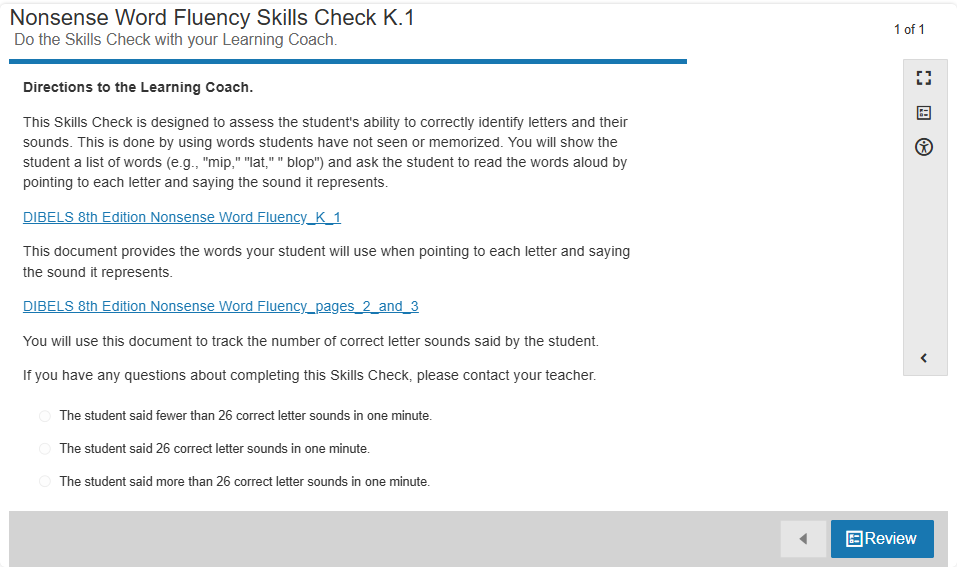 Nonsense Word Fluency Skills Check K.1
Do the Skills Check with your Learning Coach.
1 of 1
Directions to the Learning Coach.
This Skills Check is designed to assess the student's ability to correctly identify letters and their
sounds. This is done by using words students have not seen or memorized. You will show the
student a list of words (e.g., "mip," "lat," " blop") and ask the student to read the words aloud by
pointing to each letter and saying the sound it represents.
DIBELS 8th Edition Nonsense Word Fluency_K_1
This document provides the words your student will use when pointing to each letter and saying
the sound it represents.
DIBELS 8th Edition Nonsense Word Fluency_pages_2_and_3
You will use this document to track the number of correct letter sounds said by the student.
If you have any questions about completing this Skills Check, please contact your teacher.
The student said fewer than 26 correct letter sounds in one minute.
The student said 26 correct letter sounds in one minute.
The student said more than 26 correct letter sounds in one minute.
Review